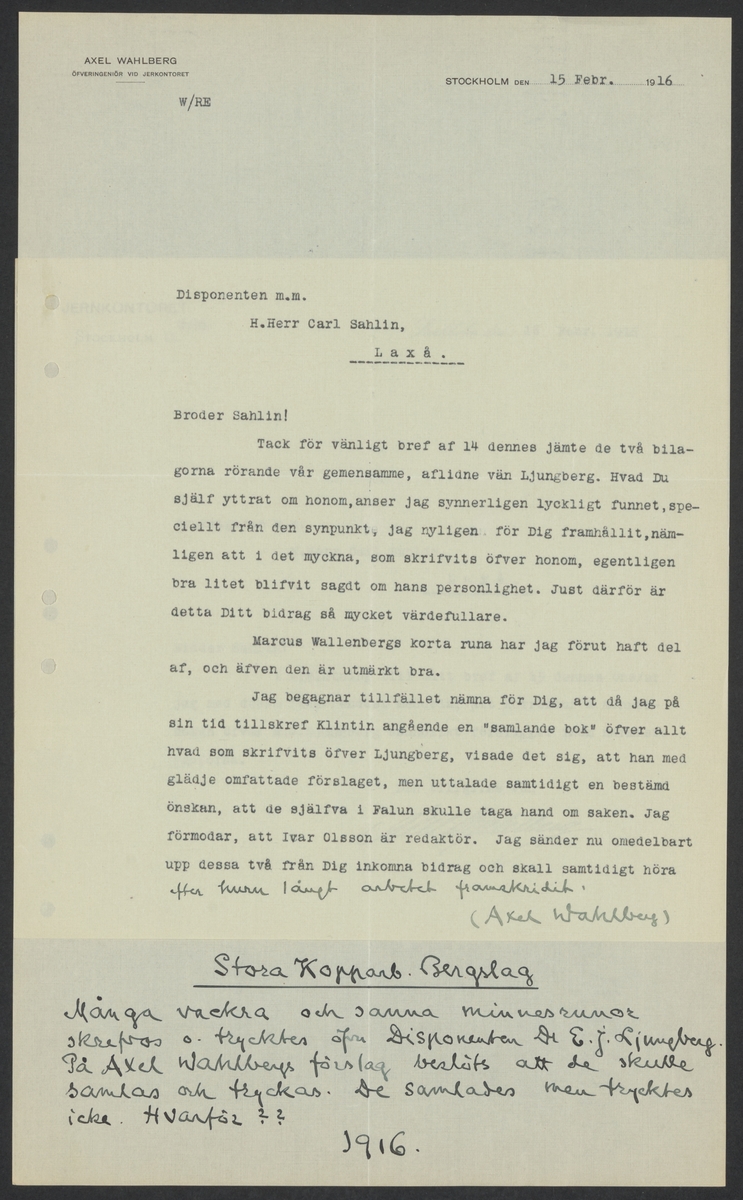 AXEL WAHLBERG
ÖFVERINGENIÖR VID JERKONTORET
STOCKHOLM DEN 15 Febr. 1916
W/RE
Disponenten m.m.
H.Herr Carl Sahlin,
Laxå.
Broder Sahlin!
Tack för vänligt bref af 14 dennes jämte de två bila-
gorna rörande vår gemensamme, aflidne vän Ljungberg. Hvad Du
själf yttrat om honom,anser jag synnerligen lyckligt funnet,spe-
ciellt från den synpunkt, jag nyligen för Dig framhållit,näm-
ligen att i det myckna, som skrifvits öfver honom, egentligen
bra litet blifvit sagdt om hans personlighet. Just därför är
detta Ditt bidrag så mycket värdefullare.
Marcus Wallenbergs korta runa har jag förut haft del
af, och äfven den är utmärkt bra.
Jag begagnar tillfället nämna för Dig, att då jag på
sin tid tillskref Klintin angående en "samlande bok" öfver allt
hvad som skrifvits öfver Ljungberg, visade det sig, att han med
glädje omfattade förslaget, men uttalade samtidigt en bestämd
önskan, att de själfva i Falun skulle taga hand om saken. Jag
förmodar, att Ivar Olsson är redaktör. Jag sänder nu omedelbart
upp dessa två från Dig inkomna bidrag och skall samtidigt höra
efter huru långt arbetet framskridit.
(Axel Wahlberg)
Stora Kopparb. Bergslag
Många vackra och sanna minnesrunor
skrefvos o. trycktes öfver Disponenten Dr E. J. Ljungberg.
På Axel Wahlbergs förslag beslöts att de skulle
samlas och tryckas. De samlades men trycktes
icke. Hvarför ? ?
1916.